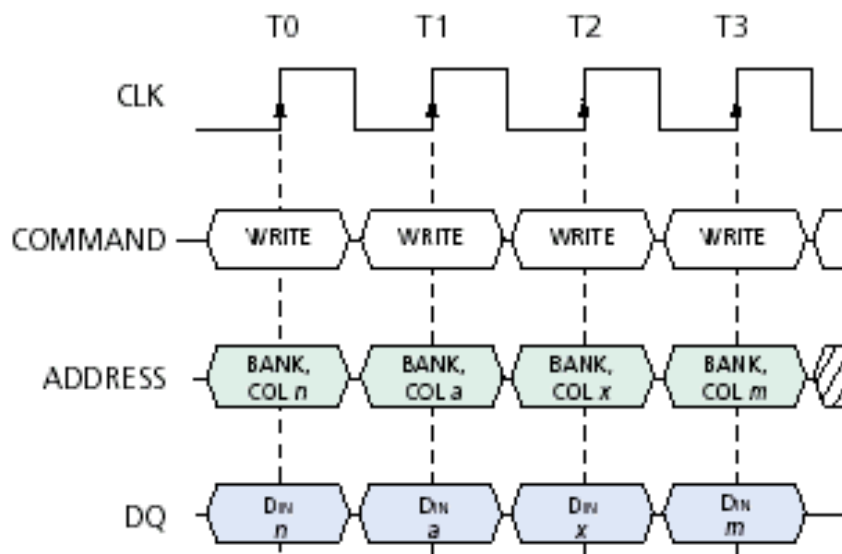 T0 T1 T2 T3
CLK
COMMAND WRITE WRITE WRITE WRITE
ADDRESS BANK, COL n BANK, COL a BANK, COL x BANK, COL m
DQ DIN n DIN a DIN x DIN m